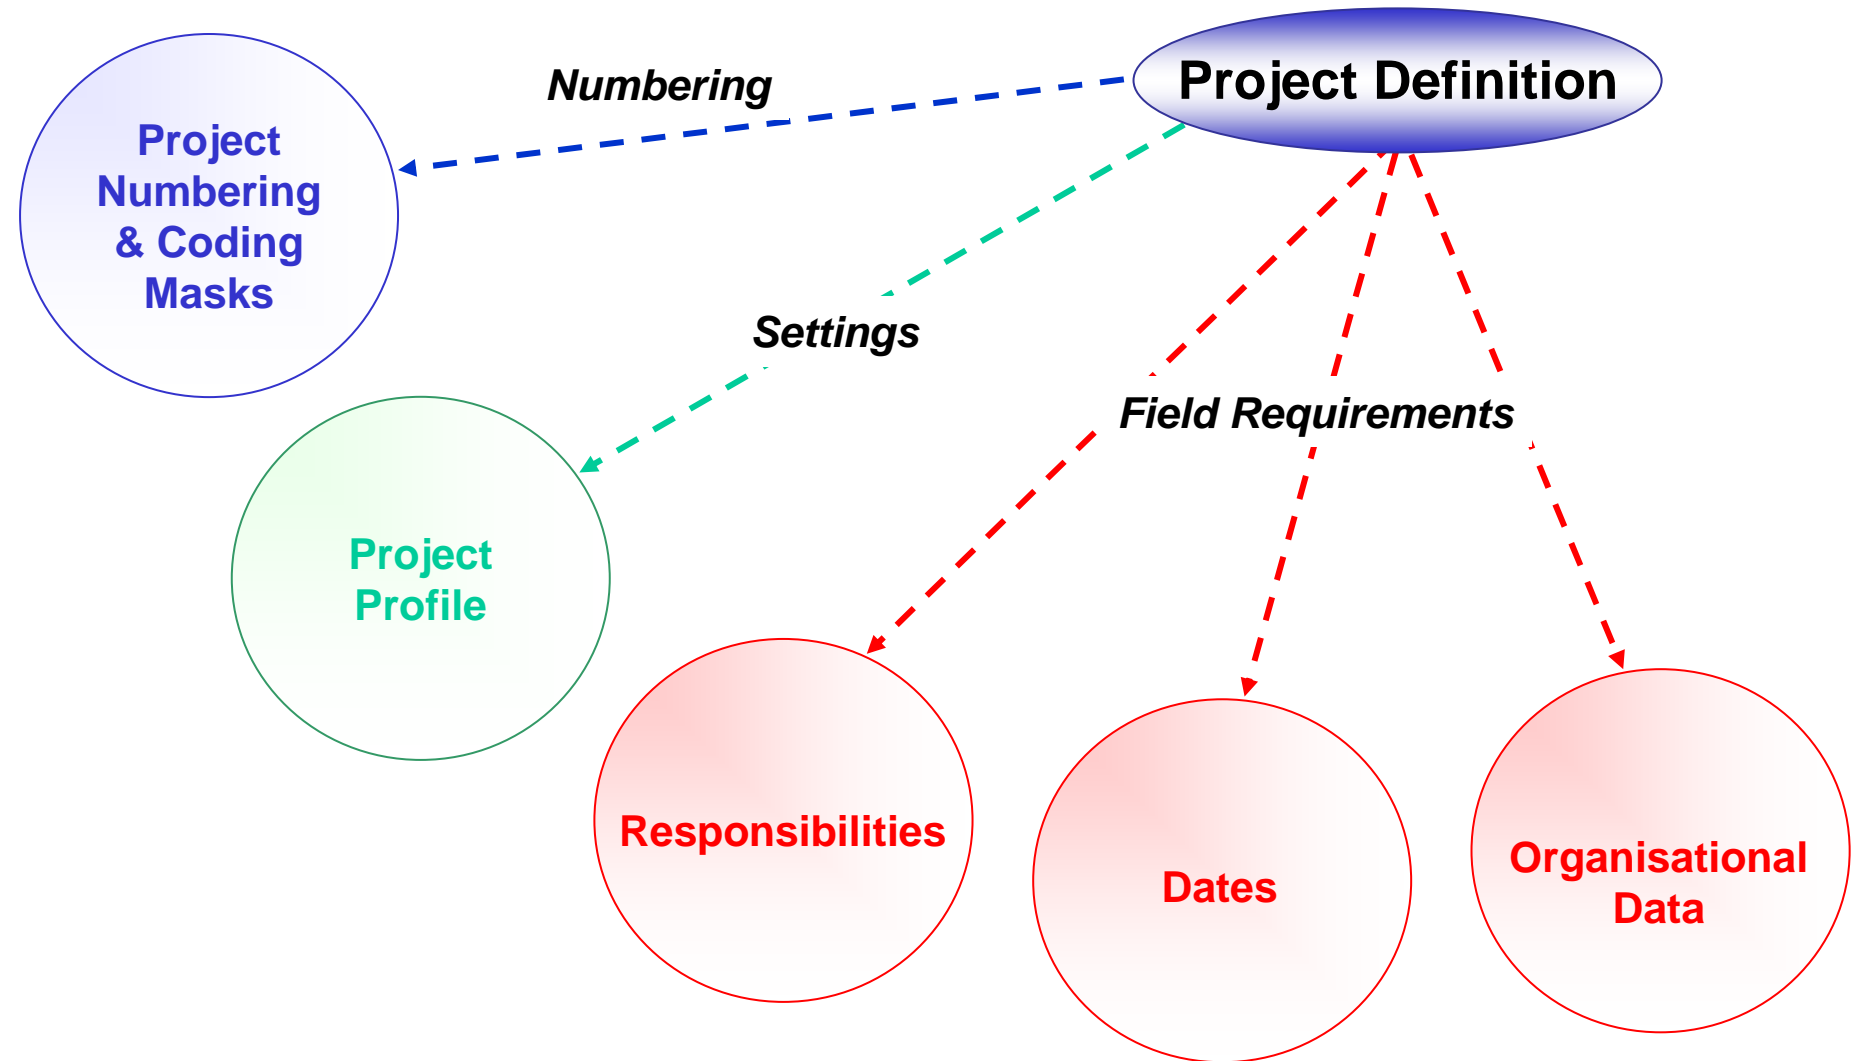 Project Definition
Numbering
Project
Numbering
& Coding
Masks
Settings
Field Requirements
Project
Profile
Responsibilities
Dates
Organisational
Data